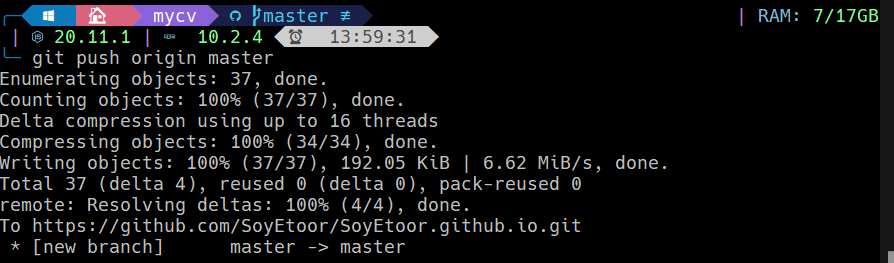 mycv master ≢ | RAM: 7/17GB
| 20.11.1 | 10.2.4 13:59:31
git push origin master
Enumerating objects: 37, done.
Counting objects: 100% (37/37), done.
Delta compression using up to 16 threads
Compressing objects: 100% (34/34), done.
Writing objects: 100% (37/37), 192.05 KiB | 6.62 MiB/s, done.
Total 37 (delta 4), reused 0 (delta 0), pack-reused 0
remote: Resolving deltas: 100% (4/4), done.
To https://github.com/SoyEtoor/SoyEtoor.github.io.git
 * [new branch]      master -> master